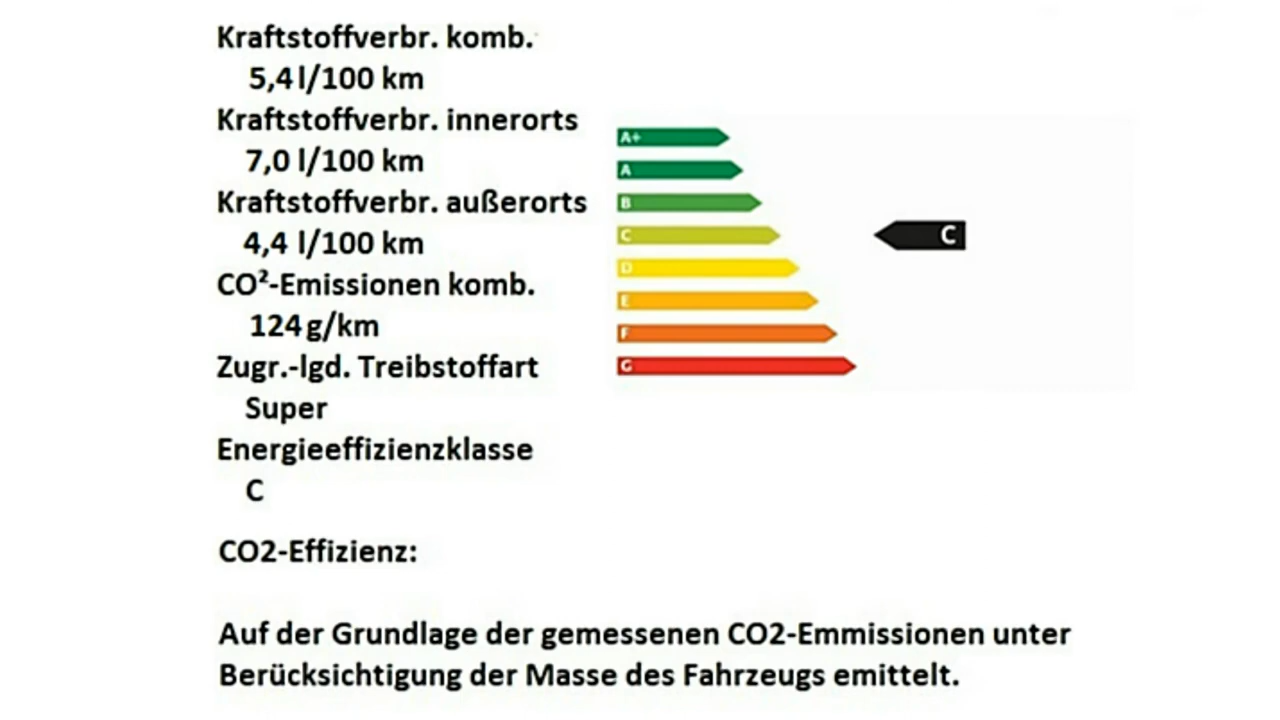 Kraftstoffverbr. komb.
5,4 l/100 km
Kraftstoffverbr. innerorts
7,0 l/100 km
Kraftstoffverbr. außerorts
4,4 l/100 km
CO²-Emissionen komb.
124 g/km
Zugr.-lgd. Treibstoffart
Super
Energieeffizienzklasse
C
A+
A
B
C
C
D
E
F
G
CO2-Effizienz:
Auf der Grundlage der gemessenen CO2-Emmissionen unter
Berücksichtigung der Masse des Fahrzeugs emittelt.